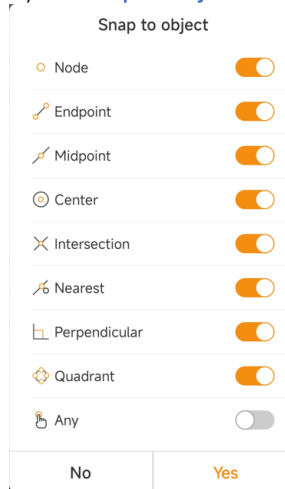 Snap to object
Node
Endpoint
Midpoint
Center
Intersection
Nearest
Perpendicular
Quadrant
Any
No
Yes